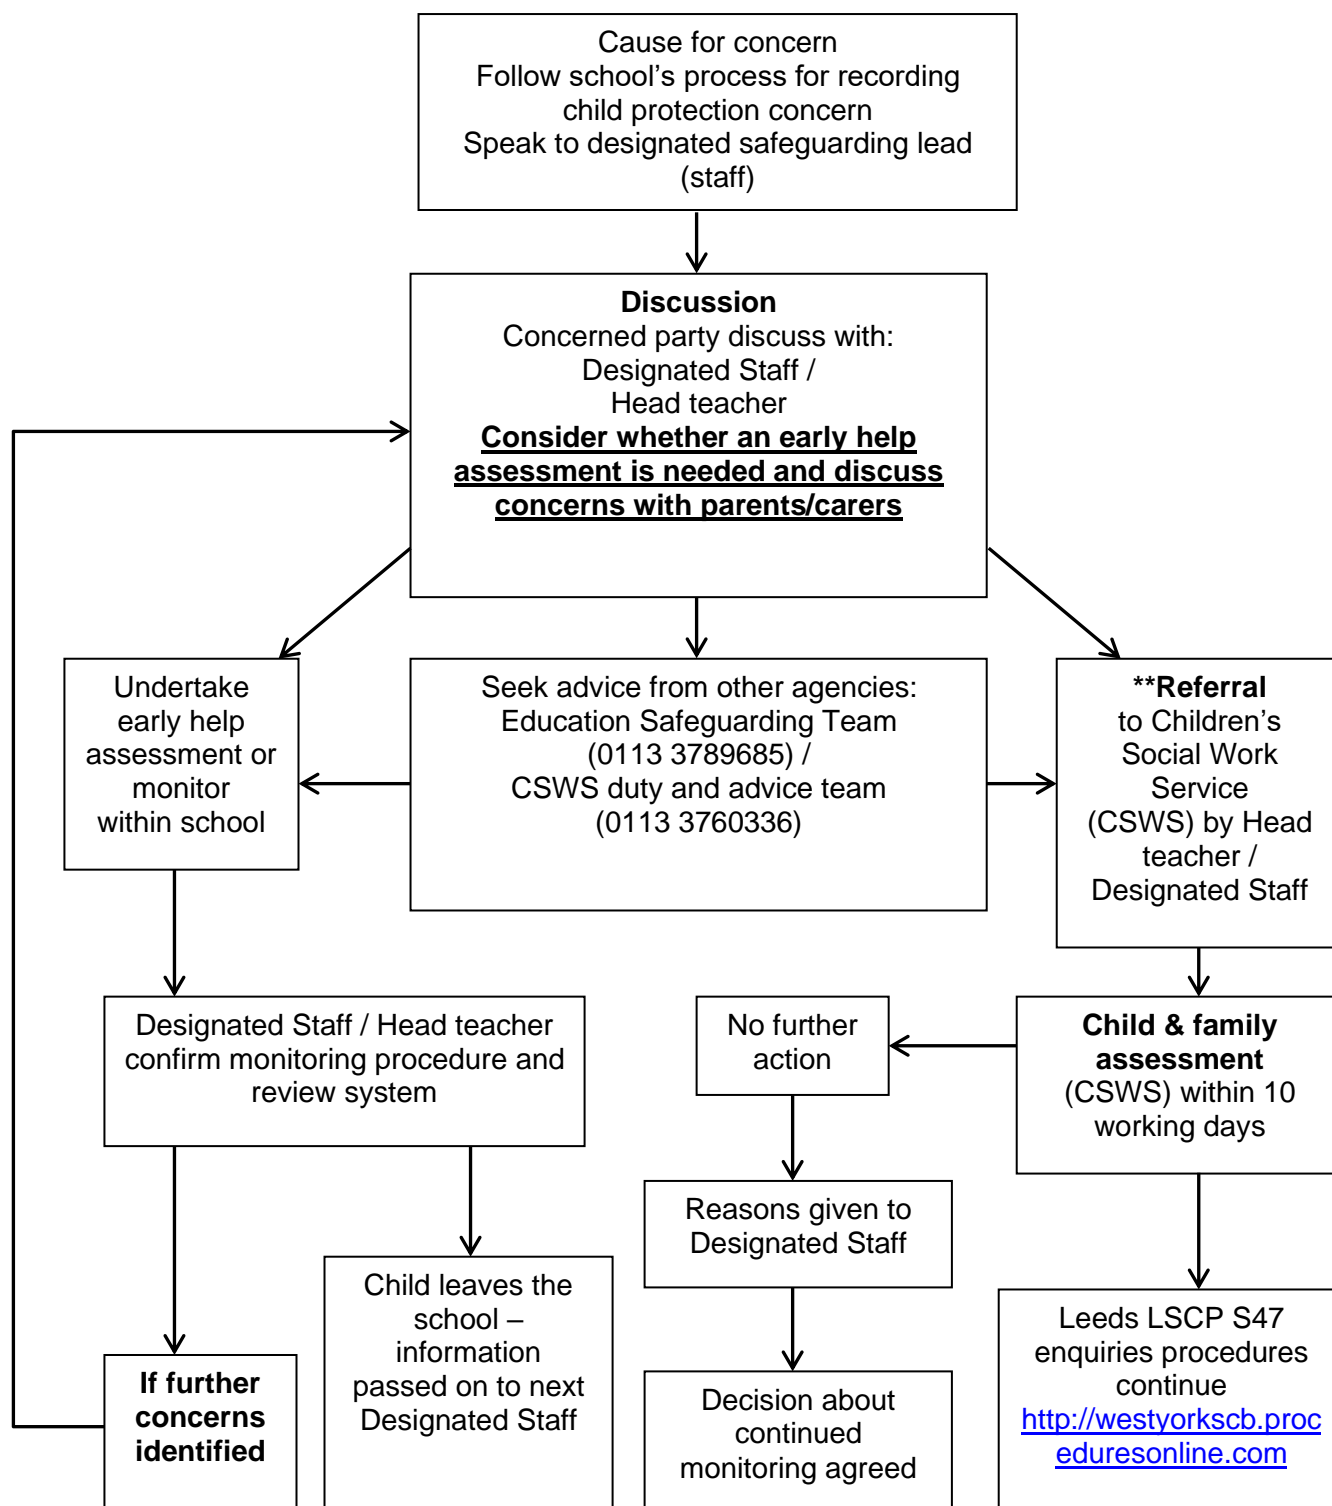 Cause for concern
Follow school’s process for recording
child protection concern
Speak to designated safeguarding lead
(staff)
Discussion
Concerned party discuss with:
Designated Staff /
Head teacher
Consider whether an early help
assessment is needed and discuss
concerns with parents/carers
Undertake
early help
assessment or
monitor
within school
Seek advice from other agencies:
Education Safeguarding Team
(0113 3789685) /
CSWS duty and advice team
(0113 3760336)
**Referral
to Children’s
Social Work
Service
(CSWS) by Head
teacher /
Designated Staff
Designated Staff / Head teacher
confirm monitoring procedure and
review system
No further
action
Child & family
assessment
(CSWS) within 10
working days
Reasons given to
Designated Staff
Child leaves the
school –
information
passed on to next
Designated Staff
If further
concerns
identified
Decision about
continued
monitoring agreed
Leeds LSCP S47
enquiries procedures
continue
http://westyorkscb.proc
eduresonline.com